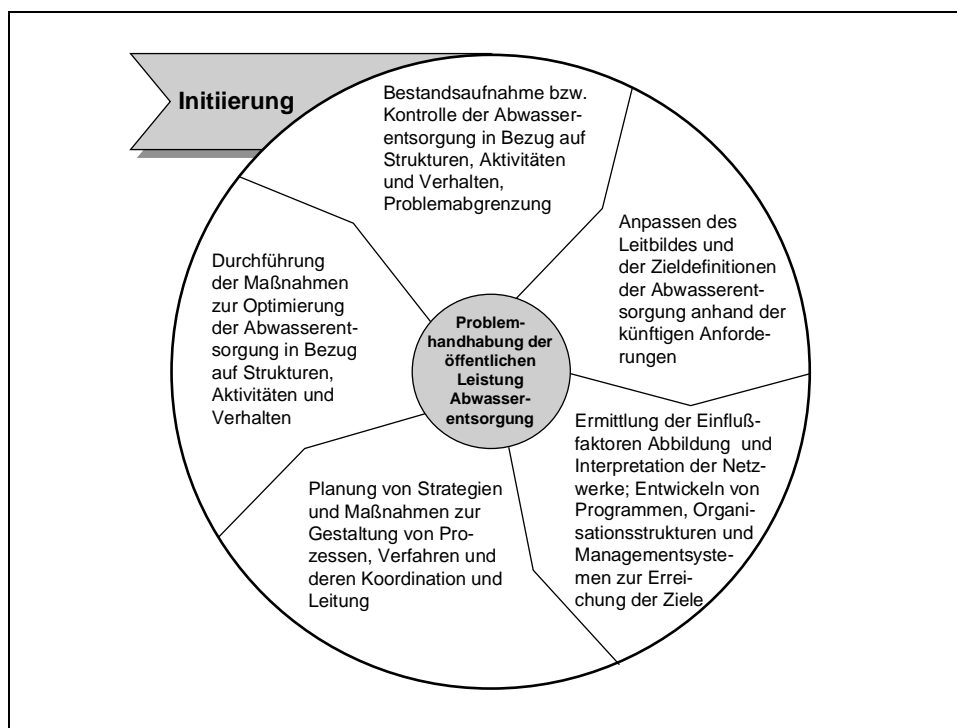 Initiierung
Bestandsaufnahme bzw.
Kontrolle der Abwasser-
entsorgung in Bezug auf
Strukturen, Aktivitäten
und Verhalten,
Problemabgrenzung
Anpassen des
Leitbildes und
der Zieldefinitionen
der Abwasserent-
sorgung anhand der
künftigen Anforde-
rungen
Ermittlung der Einfluß-
faktoren Abbildung und
Interpretation der Netz-
werke; Entwickeln von
Programmen, Organi-
sationsstrukturen und
Managementsyste-
men zur Errei-
chung der Ziele
Planung von Strategien
und Maßnahmen zur
Gestaltung von Pro-
zessen, Verfahren und
deren Koordination und
Leitung
Durchführung
der Maßnahmen
zur Optimierung
der Abwasserent-
sorgung in Bezug
auf Strukturen,
Aktivitäten und
Verhalten
Problem-
handhabung der
öffentlichen
Leistung
Abwasser-
entsorgung